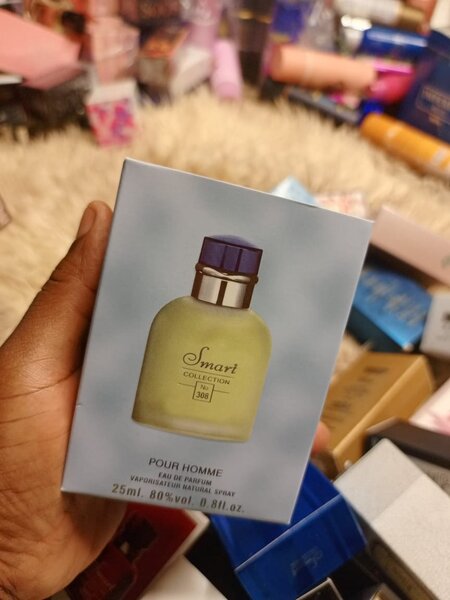 Smart
COLLECTION
No
308
POUR HOMME
EAU DE PARFUM
VAPORISATEUR NATURAL SPRAY
25ml. 80%vol. 0.8fl.oz.